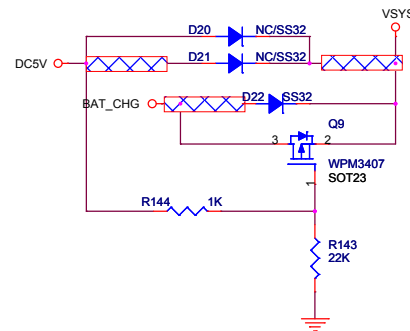 VSYS
D20 NC/SS32
D21 NC/SS32
DC5V
BAT_CHG
D22 SS32
Q9
3 2
WPM3407
SOT23
1
R144 1K
R143
22K